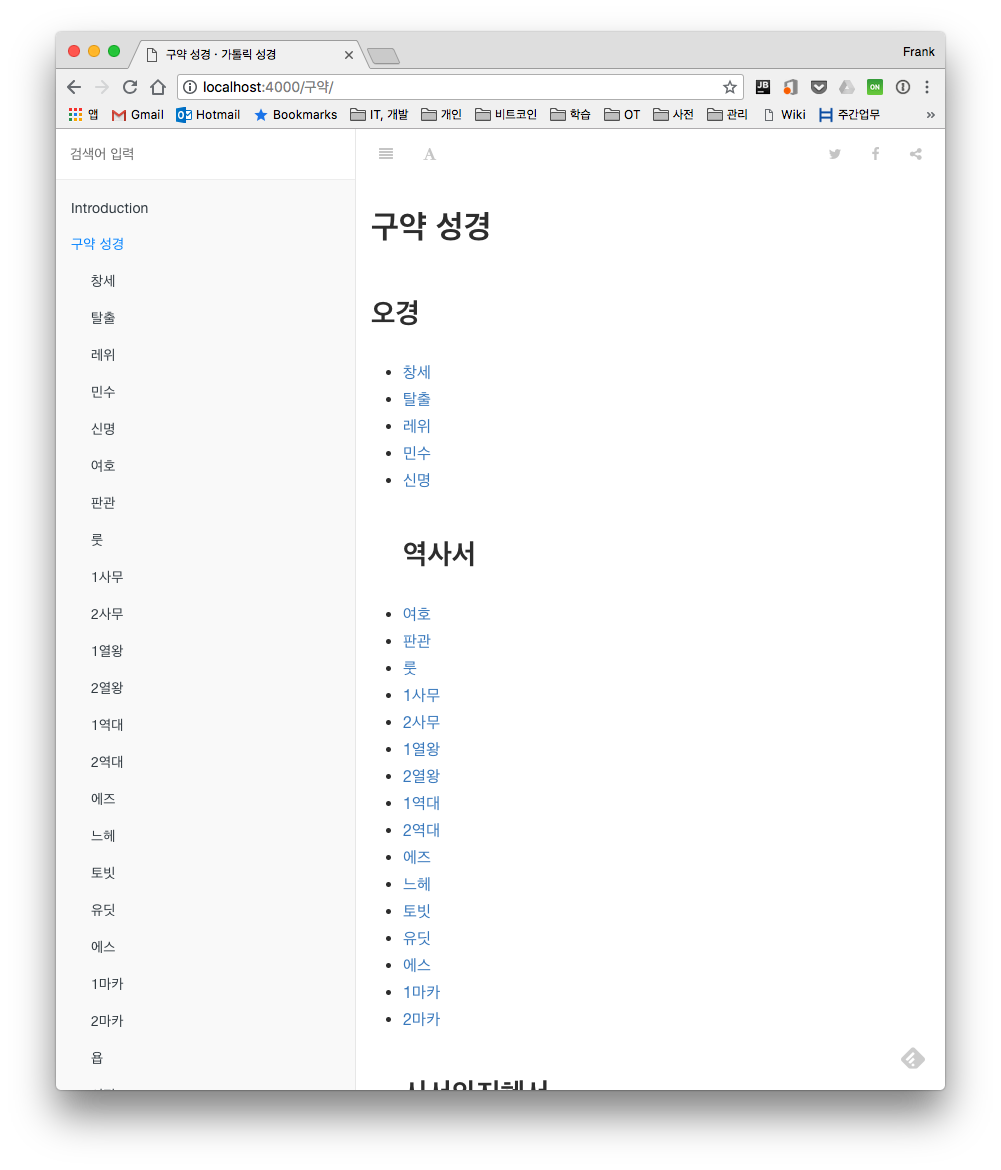 구약 성경 · 가톨릭 성경
Frank
localhost:4000/구약/
JB
ON
앱
Gmail
Hotmail
Bookmarks
IT, 개발
개인
비트코인
학습
OT
사전
관리
Wiki
주간업무
»
검색어 입력
A
Introduction
구약 성경
창세
탈출
레위
민수
신명
여호
판관
룻
1사무
2사무
1열왕
2열왕
1역대
2역대
에즈
느헤
토빗
유딧
에스
1마카
2마카
욥
구약 성경
오경
창세
탈출
레위
민수
신명
역사서
여호
판관
룻
1사무
2사무
1열왕
2열왕
1역대
2역대
에즈
느헤
토빗
유딧
에스
1마카
2마카